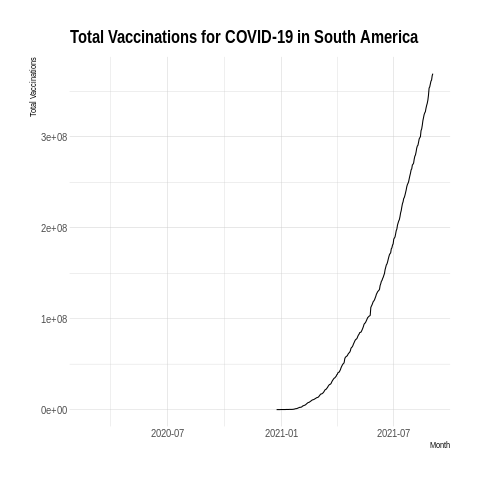 Total Vaccinations for COVID-19 in South America
Total Vaccinations
3e+08
2e+08
1e+08
0e+00
2020-07
2021-01
2021-07
Month